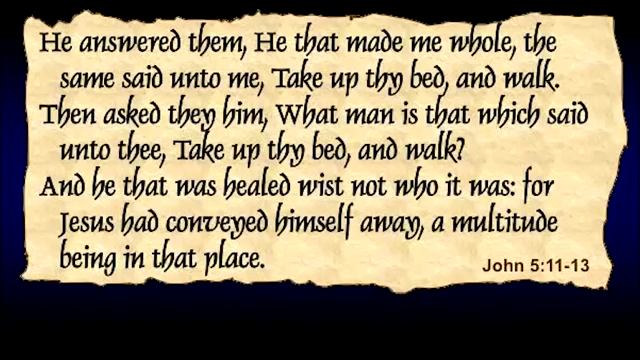 He answered them, He that made me whole, the
same said unto me, Take up thy bed, and walk.
Then asked they him, What man is that which said
unto thee, Take up thy bed, and walk?
And he that was healed wist not who it was: for
Jesus had conveyed himself away, a multitude
being in that place.
John 5:11-13